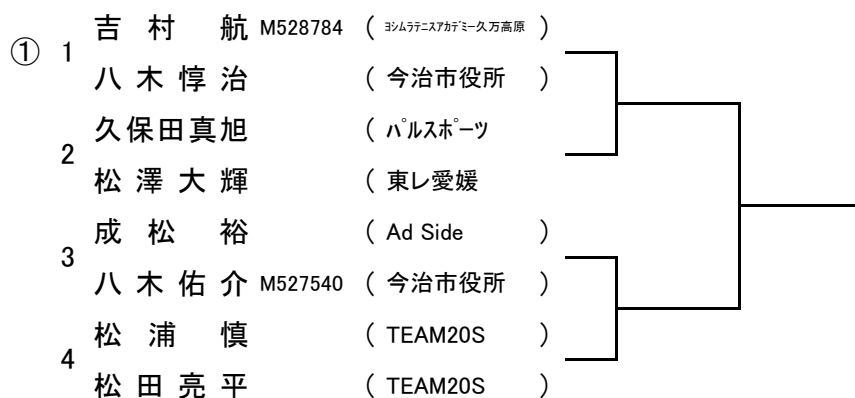 ① 1 吉村 航 M528784 ( ﾖｼﾑﾗﾃﾆｽｱｶﾃﾞﾐｰ久万高原 )
八木惇治 ( 今治市役所 )
2 久保田真旭 ( ﾊﾟﾙｽﾎﾟｰﾂ
松澤大輝 ( 東レ愛媛
3 成松 裕 ( Ad Side )
八木佑介 M527540 ( 今治市役所 )
4 松浦 慎 ( TEAM20S )
松田亮平 ( TEAM20S )